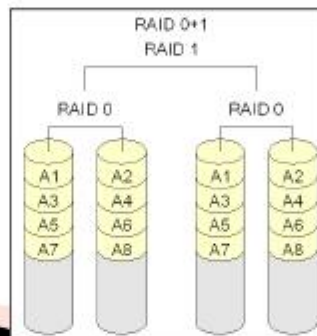 RAID 0+1
RAID 1
RAID 0 RAID 0
A1 A2 A1 A2
A3 A4 A3 A4
A5 A6 A5 A6
A7 A8 A7 A8